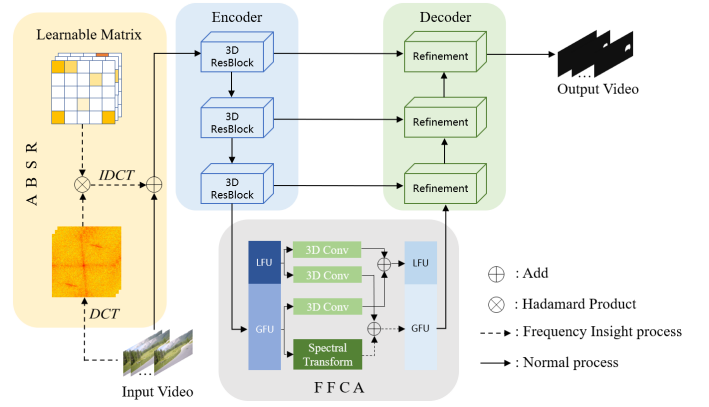 Learnable Matrix
A B S R
IDCT
DCT
Input Video
...
Encoder
3D
ResBlock
3D
ResBlock
3D
ResBlock
Decoder
Refinement
Refinement
Refinement
...
Output Video
LFU
GFU
3D Conv
3D Conv
3D Conv
Spectral
Transform
LFU
GFU
F F C A
: Add
: Hadamard Product
: Frequency Insight process
: Normal process